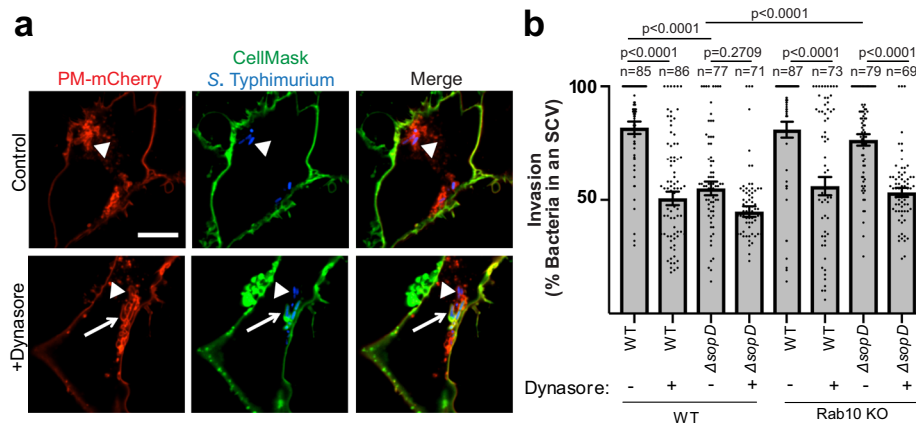 a
CellMask
PM-mCherry S. Typhimurium Merge
Control
+Dynasore
b
p<0.0001
p<0.0001
p<0.0001 p=0.2709 p<0.0001 p<0.0001
n=85 n=86 n=77 n=71 n=87 n=73 n=79 n=69
100
50
Invasion
(% Bacteria in an SCV)
WT WT ΔsopD ΔsopD WT WT ΔsopD ΔsopD
Dynasore: - + - + - + - +
WT Rab10 KO